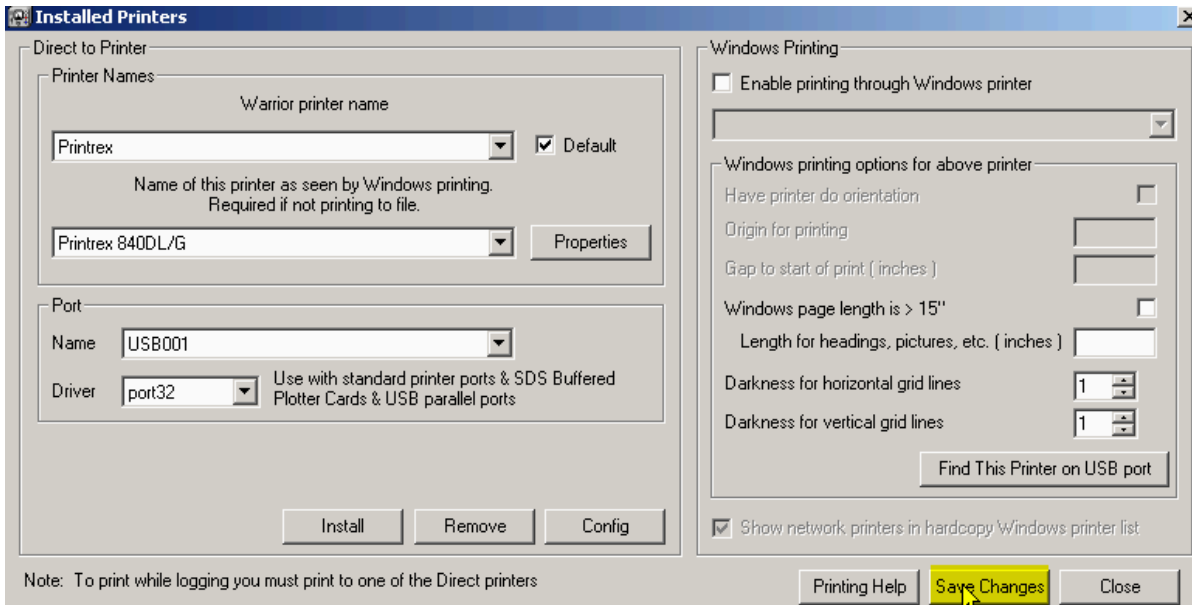 Installed Printers
Direct to Printer
Printer Names
Warrior printer name
Printrex
Default
Name of this printer as seen by Windows printing.
Required if not printing to file.
Printrex 840DL/G
Properties
Port
Name
USB001
Driver
port32
Use with standard printer ports & SDS Buffered
Plotter Cards & USB parallel ports
Install
Remove
Config
Windows Printing
Enable printing through Windows printer
Windows printing options for above printer
Have printer do orientation
Origin for printing
Gap to start of print ( inches )
Windows page length is > 15"
Length for headings, pictures, etc. ( inches )
Darkness for horizontal grid lines
1
Darkness for vertical grid lines
1
Find This Printer on USB port
Show network printers in hardcopy Windows printer list
Note: To print while logging you must print to one of the Direct printers
Printing Help
Save Changes
Close